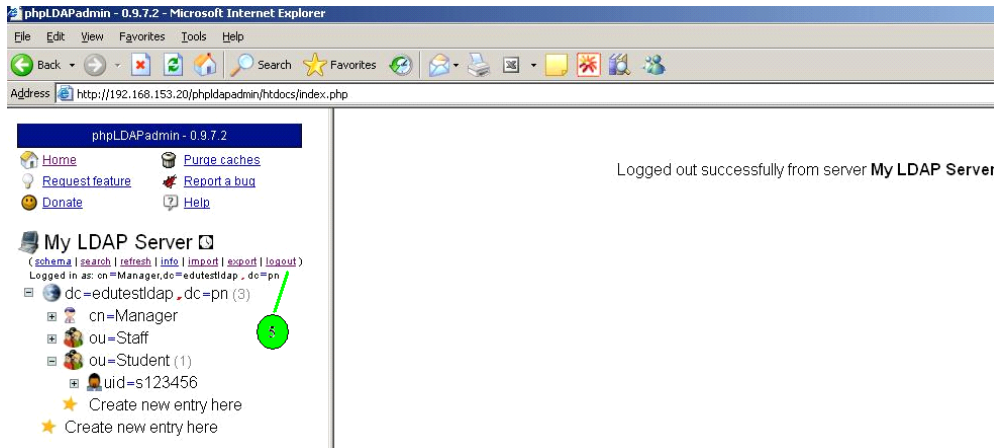 phpLDAPadmin - 0.9.7.2 - Microsoft Internet Explorer
File Edit View Favorites Tools Help
Back Search Favorites
Address http://192.168.153.20/phpldapadmin/htdocs/index.php
phpLDAPadmin - 0.9.7.2
Home Purge caches
Request feature Report a bug
Donate Help
Logged out successfully from server My LDAP Server
My LDAP Server
( schema | search | refresh | info | import | export | logout )
Logged in as: cn=Manager,dc=edutestldap , dc=pn
dc=edutestldap , dc=pn (3)
cn=Manager
5
ou=Staff
ou=Student (1)
uid=s123456
Create new entry here
Create new entry here